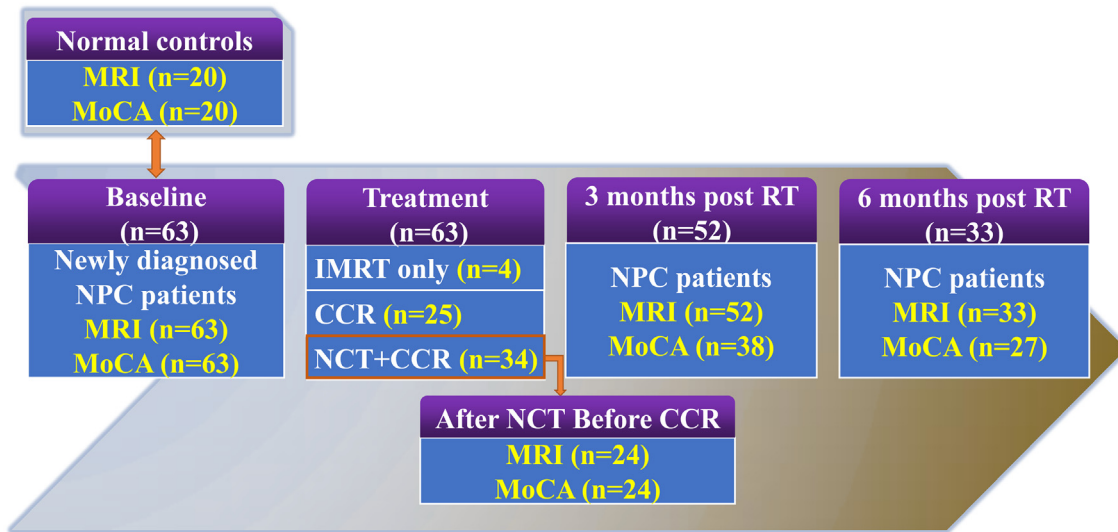 Normal controls
MRI (n=20)
MoCA (n=20)
Baseline
(n=63)
Newly diagnosed
NPC patients
MRI (n=63)
MoCA (n=63)
Treatment
(n=63)
IMRT only (n=4)
CCR (n=25)
NCT+CCR (n=34)
After NCT Before CCR
MRI (n=24)
MoCA (n=24)
3 months post RT
(n=52)
NPC patients
MRI (n=52)
MoCA (n=38)
6 months post RT
(n=33)
NPC patients
MRI (n=33)
MoCA (n=27)